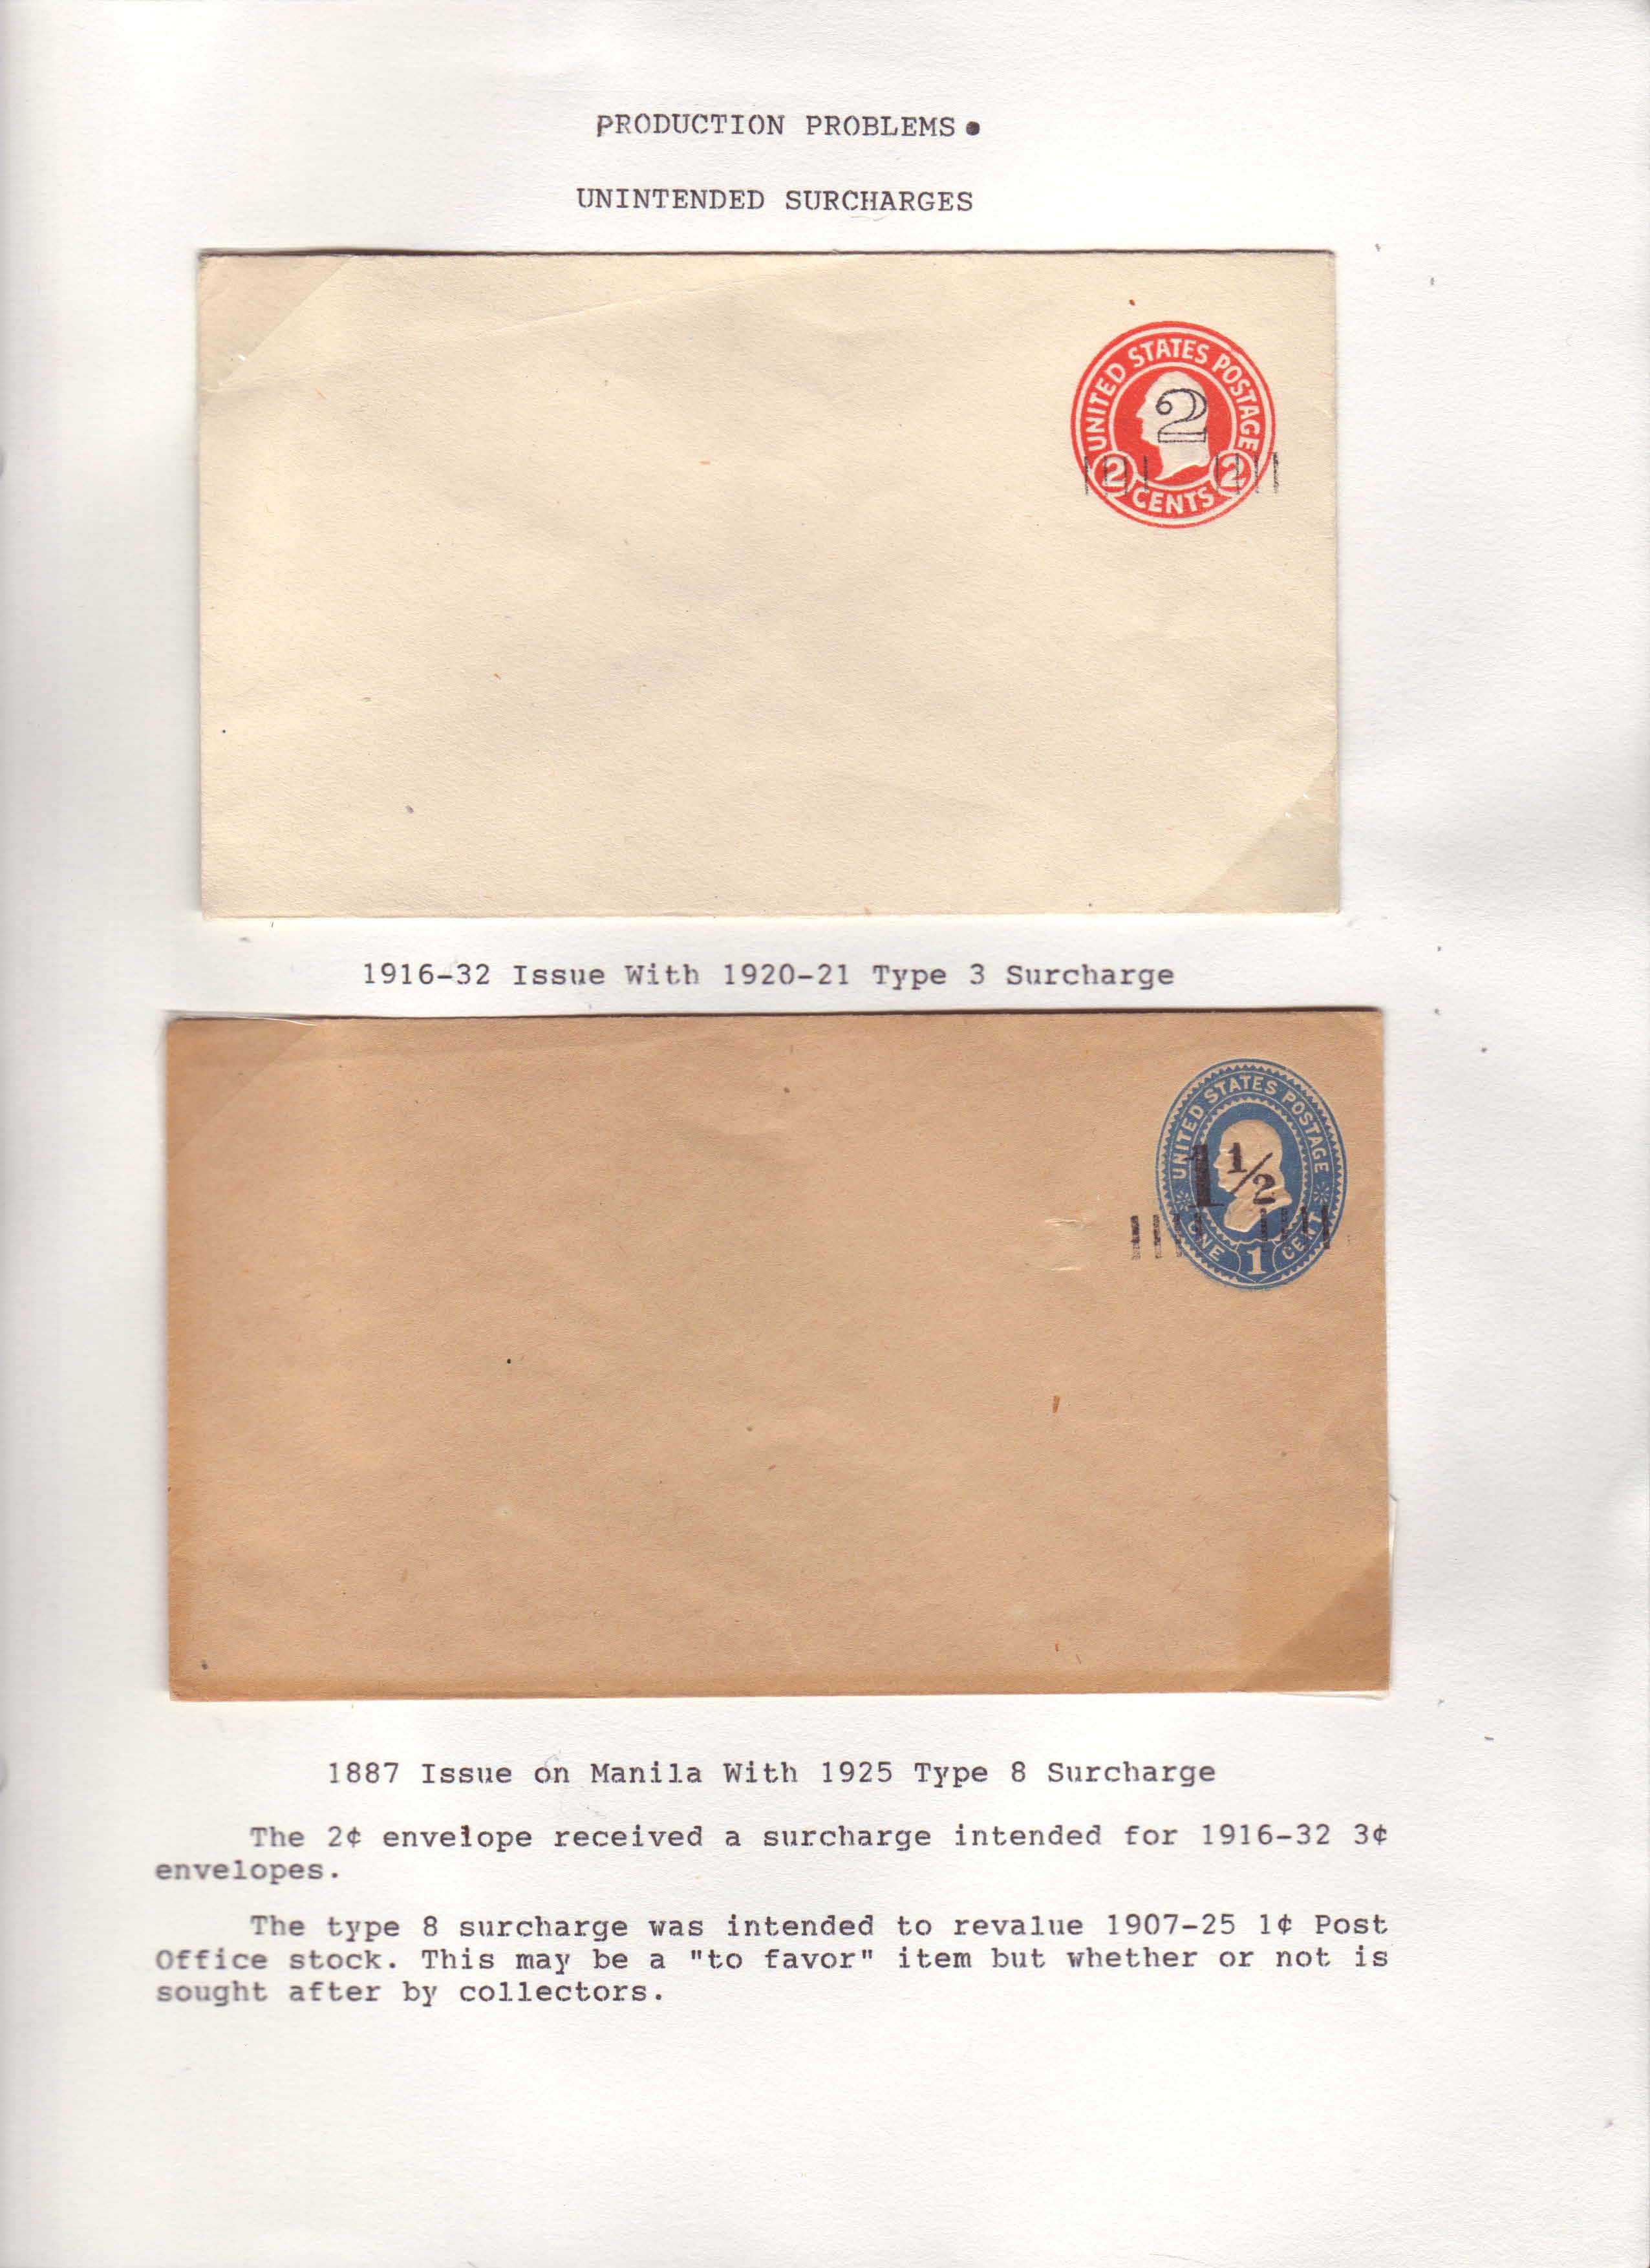 PRODUCTION PROBLEMS
UNINTENDED SURCHARGES
UNITED STATES POSTAGE
2
2 CENTS 2
1916-32 Issue With 1920-21 Type 3 Surcharge
UNITED STATES POSTAGE
1 1/2
ONE 1 CENT
1887 Issue on Manila With 1925 Type 8 Surcharge
The 2¢ envelope received a surcharge intended for 1916-32 3¢
envelopes.
The type 8 surcharge was intended to revalue 1907-25 1¢ Post
Office stock. This may be a "to favor" item but whether or not is
sought after by collectors.